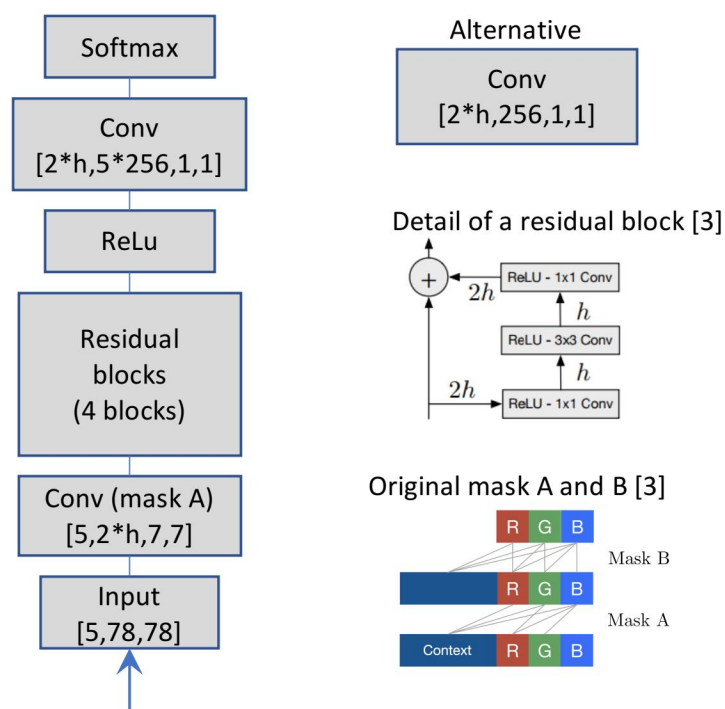 Softmax
Conv
[2*h,5*256,1,1]
ReLu
Residual
blocks
(4 blocks)
Conv (mask A)
[5,2*h,7,7]
Input
[5,78,78]
Alternative
Conv
[2*h,256,1,1]
Detail of a residual block [3]
+
2h
ReLU - 1x1 Conv
h
ReLU - 3x3 Conv
h
2h
ReLU - 1x1 Conv
Original mask A and B [3]
R G B
Mask B
R G B
Mask A
Context R G B